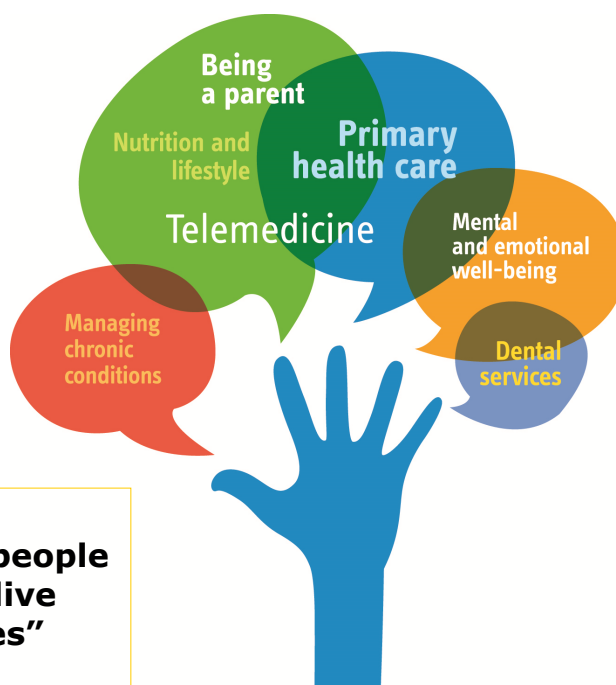 Being
a parent
Nutrition and
lifestyle
Primary
health care
Telemedicine
Mental
and emotional
well-being
Managing
chronic
conditions
Dental
services
people
live
es”